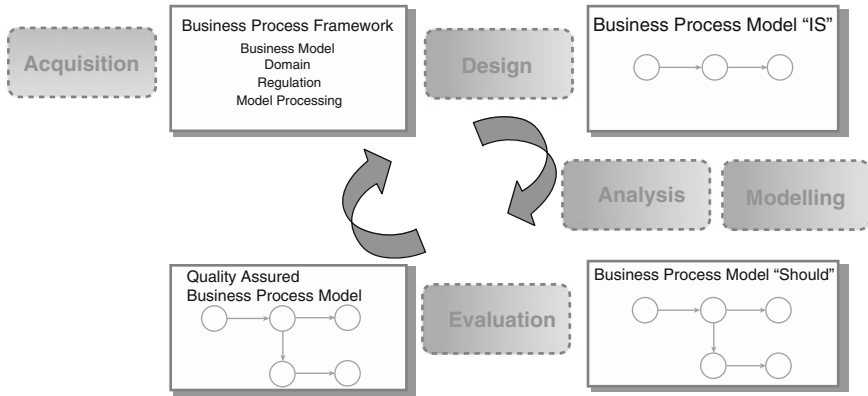 Acquisition
Business Process Framework
Business Model
Domain
Regulation
Model Processing
Design
Business Process Model “IS”
Analysis
Modelling
Quality Assured
Business Process Model
Evaluation
Business Process Model “Should”